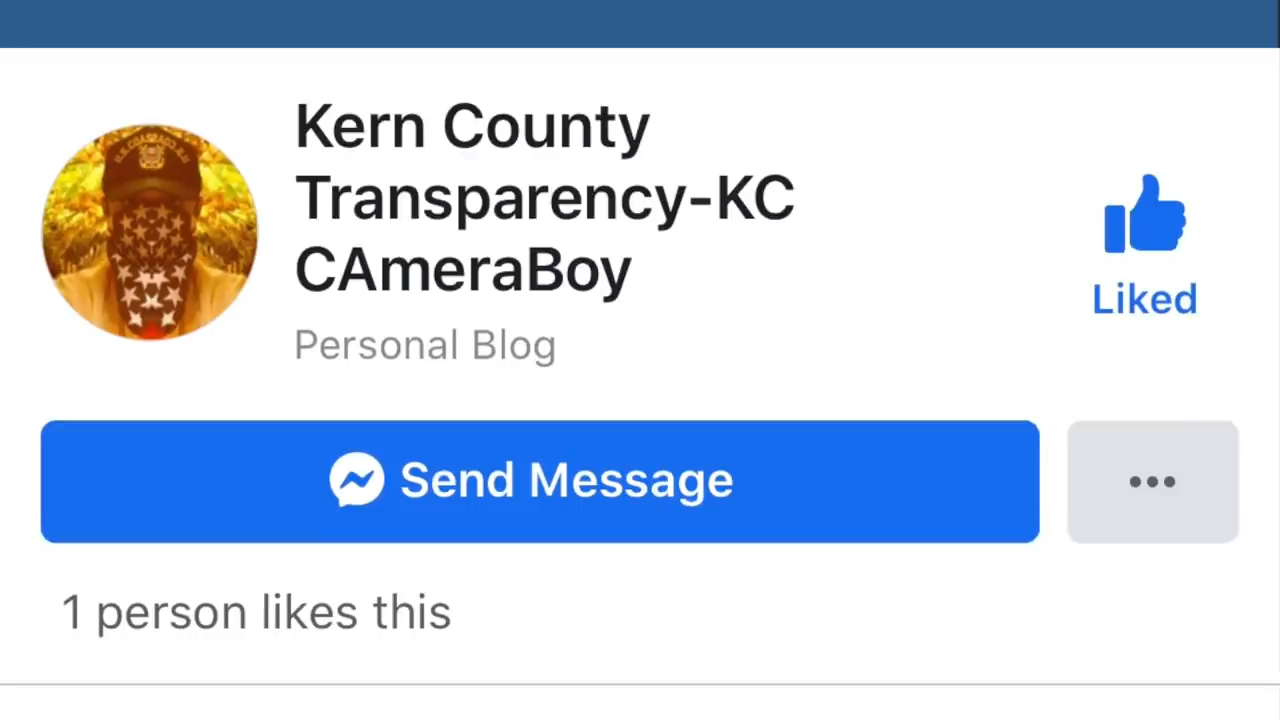 Kern County
Transparency-KC
CAmeraBoy
Liked
Personal Blog
Send Message
1 person likes this